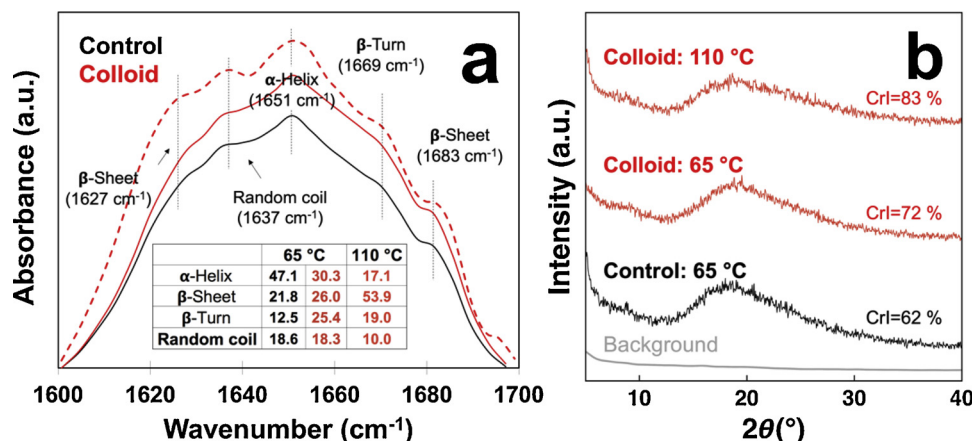 Control
Colloid
a
β-Turn
(1669 cm⁻¹)
α-Helix
(1651 cm⁻¹)
β-Sheet
(1683 cm⁻¹)
β-Sheet
(1627 cm⁻¹)
Random coil
(1637 cm⁻¹)
65 °C 110 °C
α-Helix 47.1 30.3 17.1
β-Sheet 21.8 26.0 53.9
β-Turn 12.5 25.4 19.0
Random coil 18.6 18.3 10.0
Absorbance (a.u.)
1600 1620 1640 1660 1680 1700
Wavenumber (cm⁻¹)
b
Colloid: 110 °C
CrI=83 %
Colloid: 65 °C
CrI=72 %
Control: 65 °C
CrI=62 %
Background
Intensity (a.u.)
10 20 30 40
2θ(°)